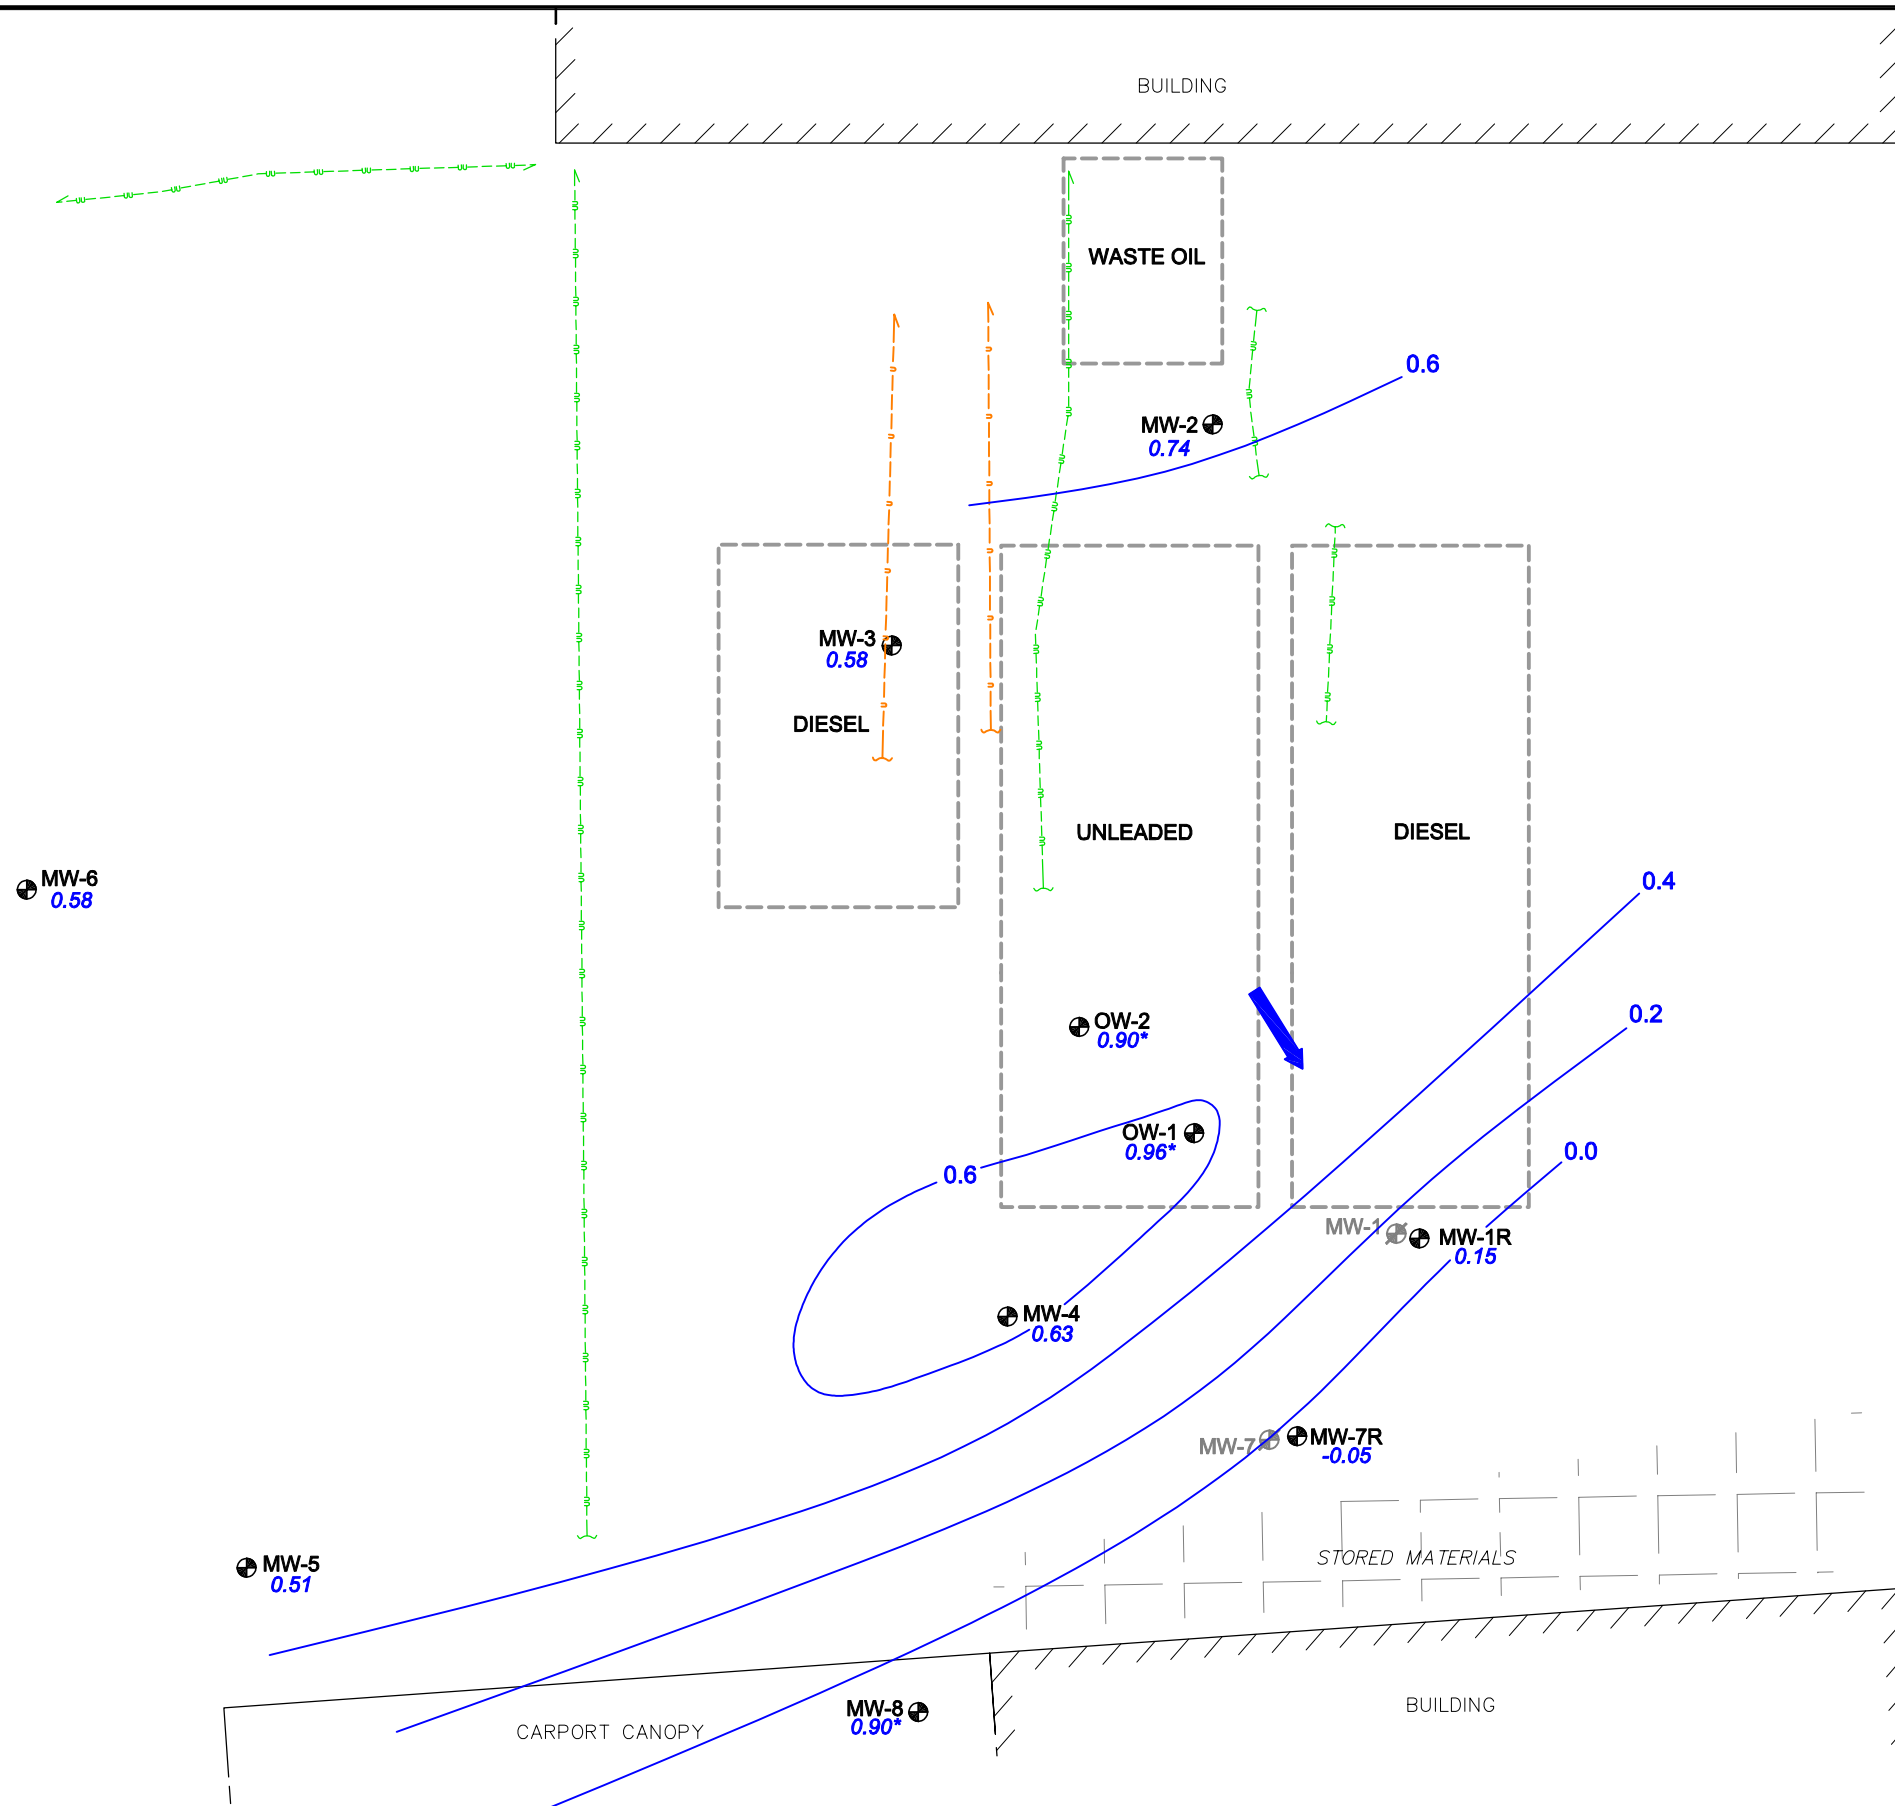 BUILDING
WASTE OIL
0.6
MW-2
0.74
MW-3
0.58
DIESEL
UNLEADED
DIESEL
MW-6
0.58
0.4
0.2
OW-2
0.90*
OW-1
0.96*
0.0
0.6
MW-1
MW-1R
0.15
MW-4
0.63
MW-7
MW-7R
-0.05
STORED MATERIALS
MW-5
0.51
MW-8
0.90*
BUILDING
CARPORT CANOPY